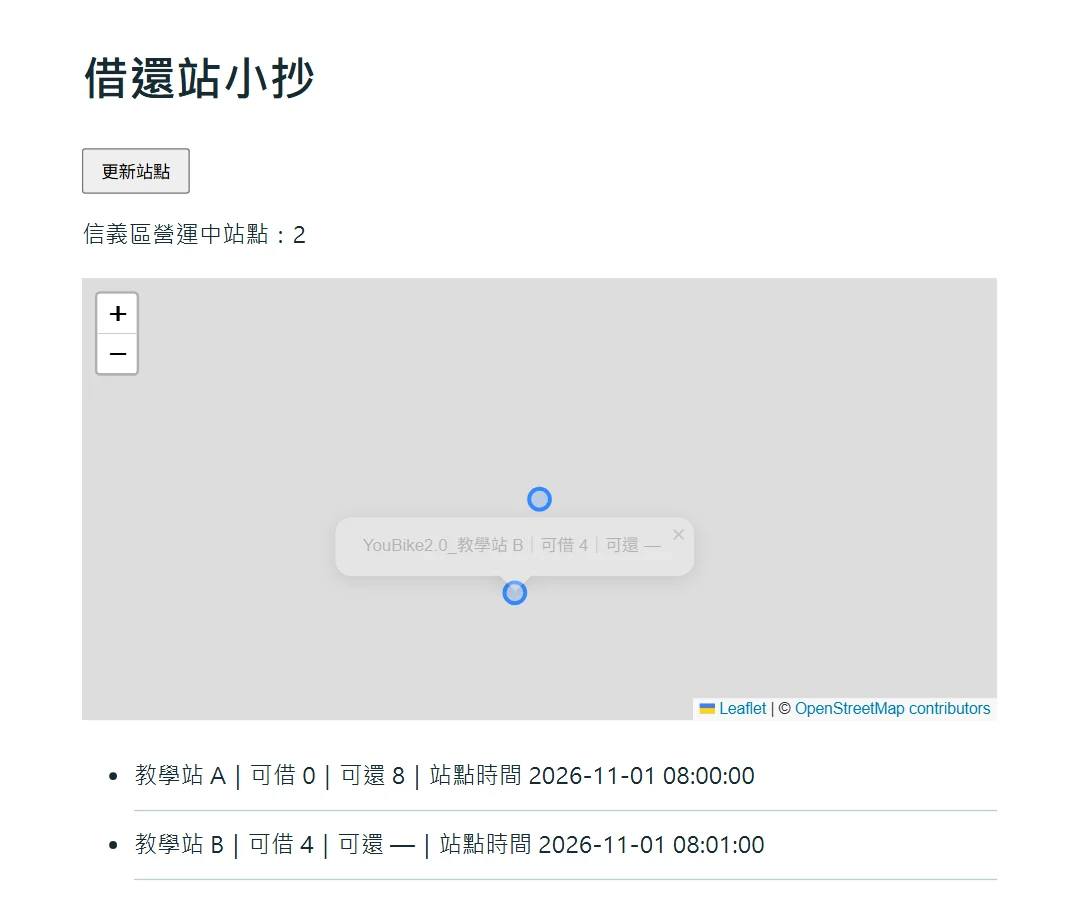 借還站小抄
更新站點
信義區營運中站點：2
+
−
YouBike2.0_教學站 B｜可借 4｜可還 —
×
Leaflet | © OpenStreetMap contributors
教學站 A｜可借 0｜可還 8｜站點時間 2026-11-01 08:00:00
教學站 B｜可借 4｜可還 —｜站點時間 2026-11-01 08:01:00